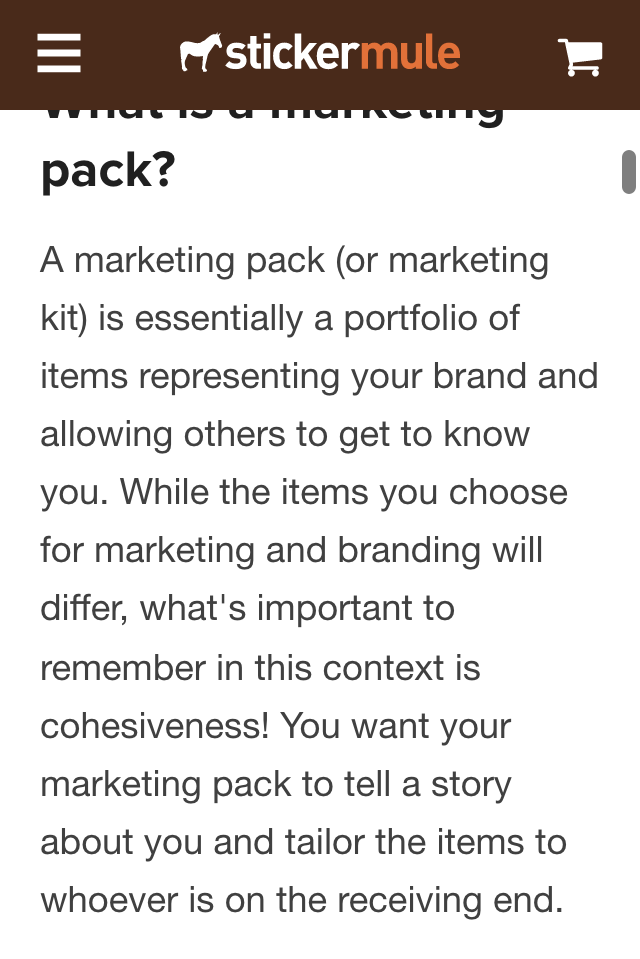 stickermule
What is a marketing
pack?
A marketing pack (or marketing
kit) is essentially a portfolio of
items representing your brand and
allowing others to get to know
you. While the items you choose
for marketing and branding will
differ, what's important to
remember in this context is
cohesiveness! You want your
marketing pack to tell a story
about you and tailor the items to
whoever is on the receiving end.